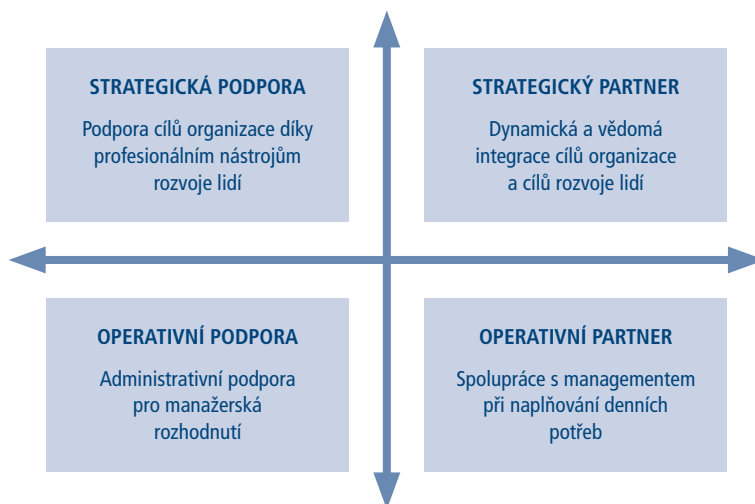 STRATEGICKÁ PODPORA
Podpora cílů organizace díky
profesionálním nástrojům
rozvoje lidí
STRATEGICKÝ PARTNER
Dynamická a vědomá
integrace cílů organizace
a cílů rozvoje lidí
OPERATIVNÍ PODPORA
Administrativní podpora
pro manažerská
rozhodnutí
OPERATIVNÍ PARTNER
Spolupráce s managementem
při naplňování denních
potřeb